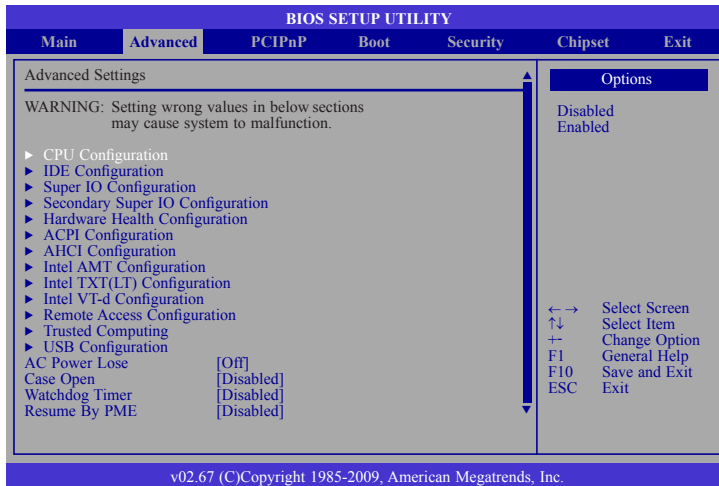 BIOS SETUP UTILITY
Main Advanced PCIPnP Boot Security Chipset Exit
Advanced Settings
WARNING: Setting wrong values in below sections
may cause system to malfunction.
► CPU Configuration
► IDE Configuration
► Super IO Configuration
► Secondary Super IO Configuration
► Hardware Health Configuration
► ACPI Configuration
► AHCI Configuration
► Intel AMT Configuration
► Intel TXT(LT) Configuration
► Intel VT-d Configuration
► Remote Access Configuration
► Trusted Computing
► USB Configuration
AC Power Lose [Off]
Case Open [Disabled]
Watchdog Timer [Disabled]
Resume By PME [Disabled]
Options
Disabled
Enabled
←→ Select Screen
↑↓ Select Item
+- Change Option
F1 General Help
F10 Save and Exit
ESC Exit
v02.67 (C)Copyright 1985-2009, American Megatrends, Inc.